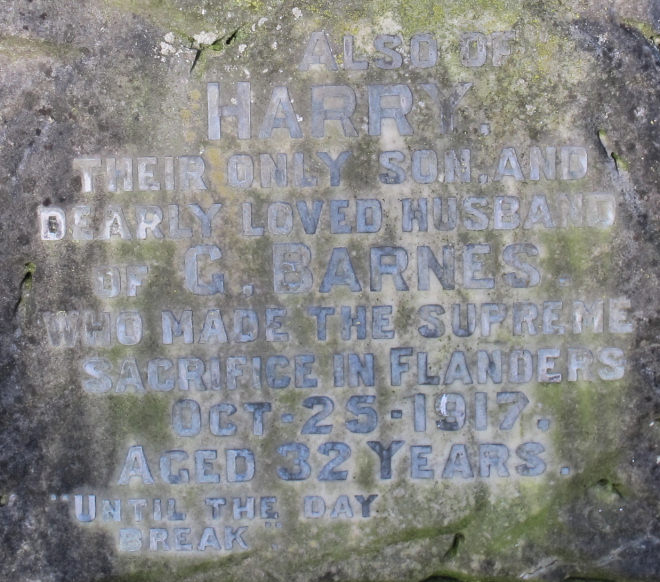 ALSO OF
HARRY,
THEIR ONLY SON, AND
DEARLY LOVED HUSBAND
OF G. BARNES.
WHO MADE THE SUPREME
SACRIFICE IN FLANDERS
OCT-25-1917.
AGED 32 YEARS.
"UNTIL THE DAY
BREAK".